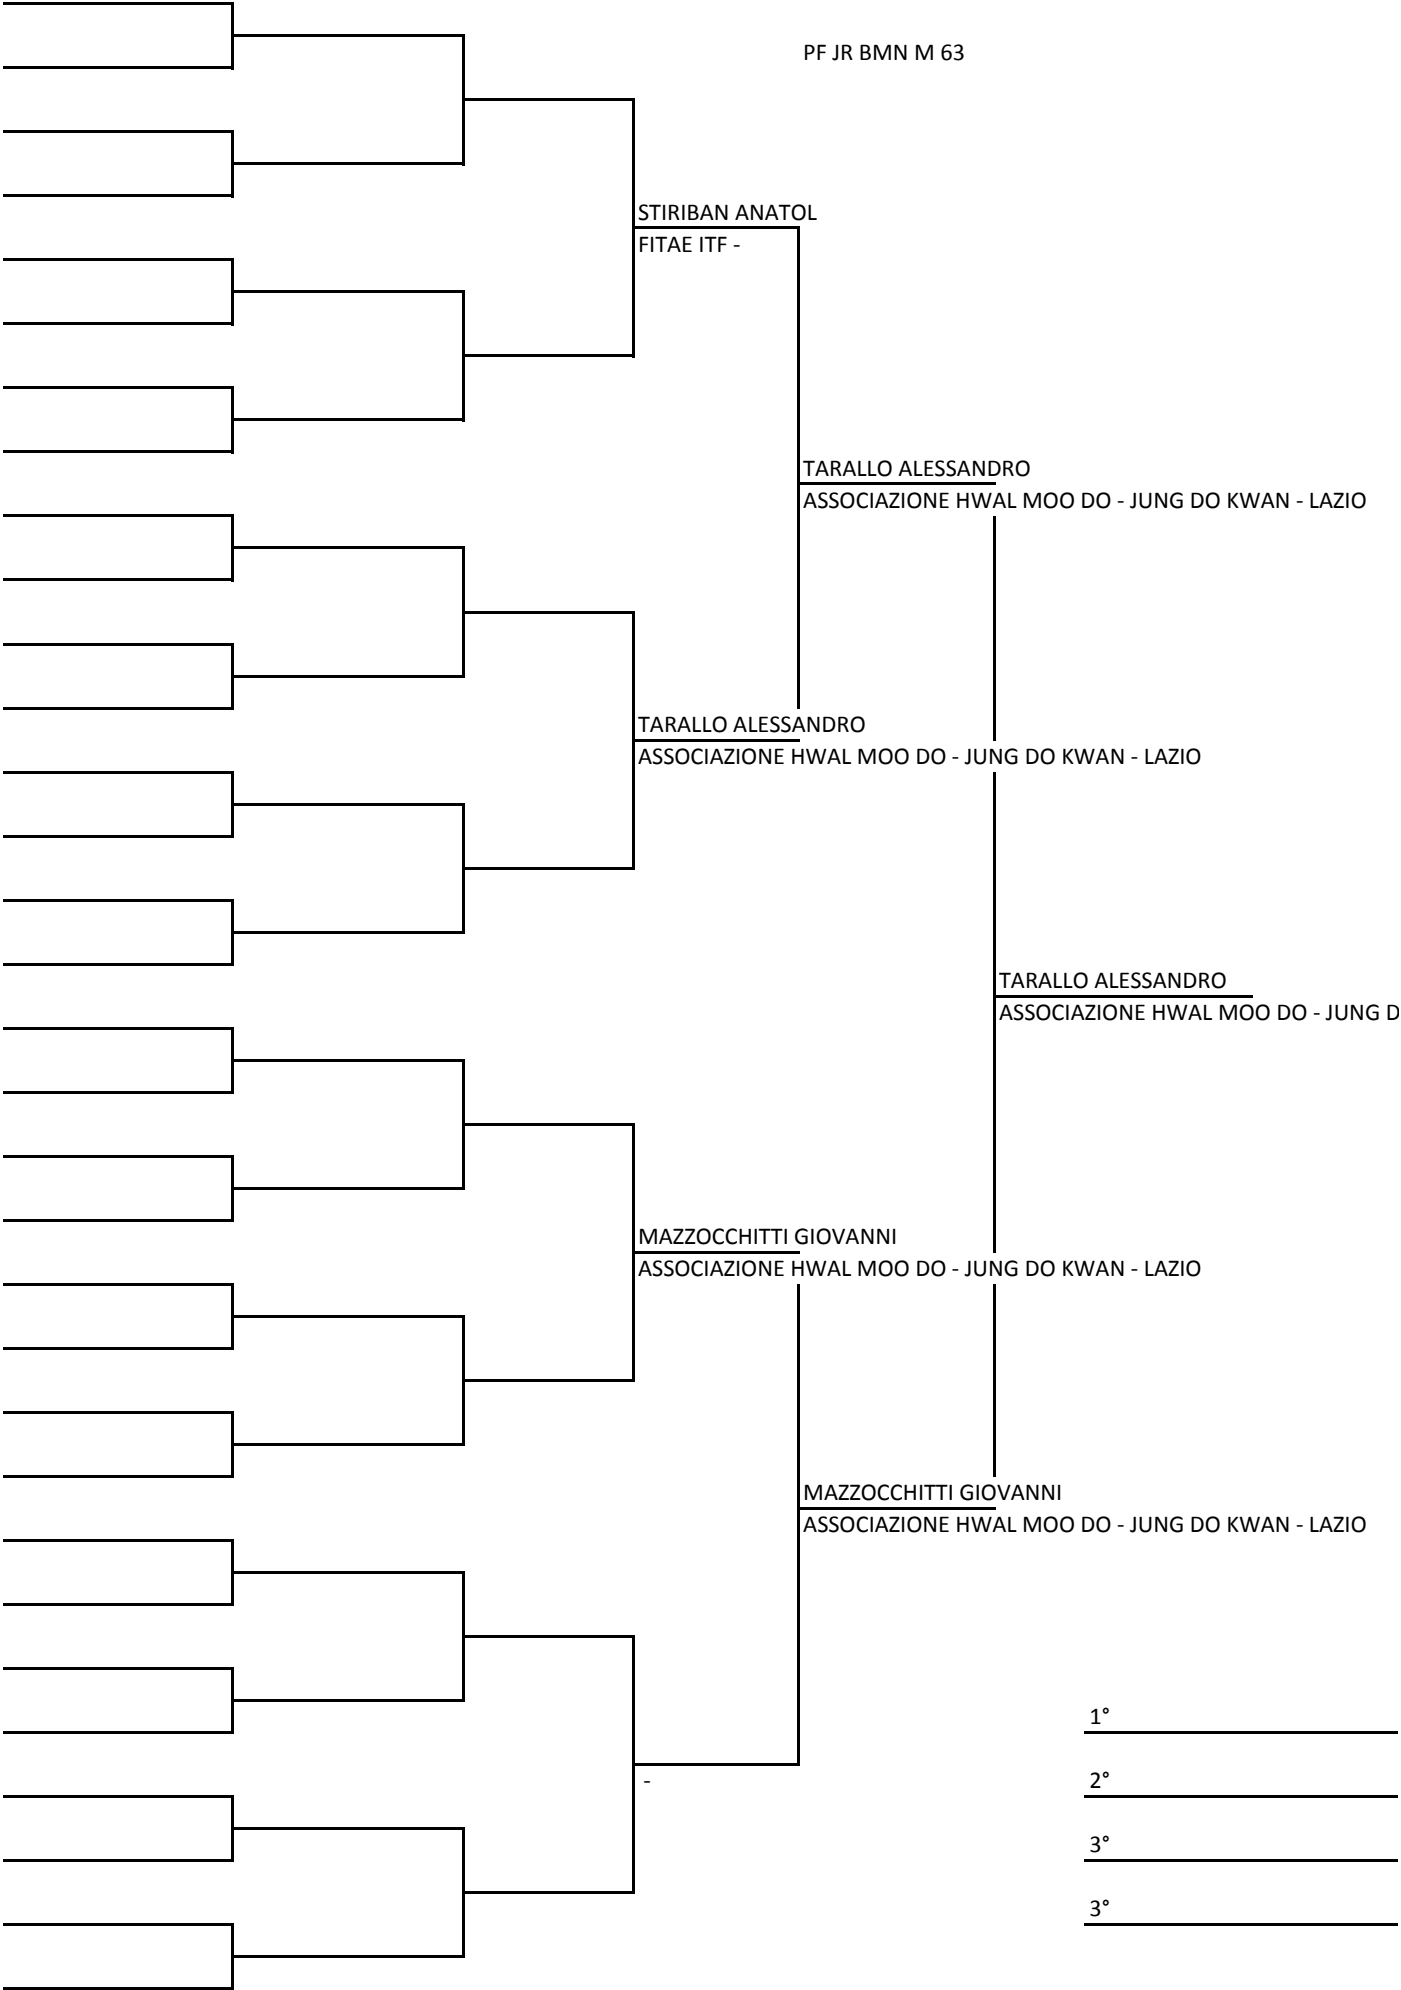 PF JR BMN M 63
STIRIBAN ANATOL
FITAE ITF -
TARALLO ALESSANDRO
ASSOCIAZIONE HWAL MOO DO - JUNG DO KWAN - LAZIO
TARALLO ALESSANDRO
ASSOCIAZIONE HWAL MOO DO - JUNG DO KWAN - LAZIO
TARALLO ALESSANDRO
ASSOCIAZIONE HWAL MOO DO - JUNG D
MAZZOCCHITTI GIOVANNI
ASSOCIAZIONE HWAL MOO DO - JUNG DO KWAN - LAZIO
MAZZOCCHITTI GIOVANNI
ASSOCIAZIONE HWAL MOO DO - JUNG DO KWAN - LAZIO
1°
-
2°
3°
3°